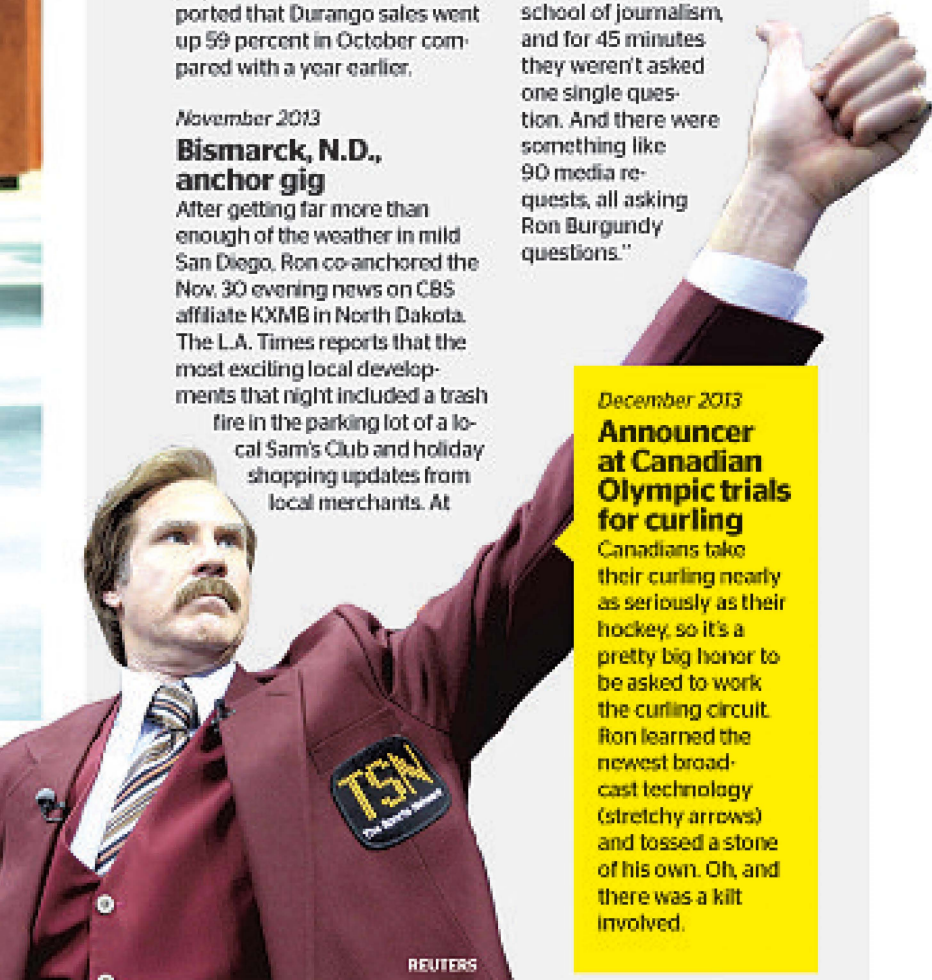 ported that Durango sales went
up 59 percent in October com-
pared with a year earlier.
November 2013
Bismarck, N.D.,
anchor gig
After getting far more than
enough of the weather in mild
San Diego, Ron co-anchored the
Nov. 30 evening news on CBS
affiliate KXMB in North Dakota.
The L.A. Times reports that the
most exciting local develop-
ments that night included a trash
fire in the parking lot of a lo-
cal Sam's Club and holiday
shopping updates from
local merchants. At
school of journalism,
and for 45 minutes
they weren't asked
one single ques-
tion. And there were
something like
90 media re-
quests, all asking
Ron Burgundy
questions."
December 2013
Announcer
at Canadian
Olympic trials
for curling
Canadians take
their curling nearly
as seriously as their
hockey, so it's a
pretty big honor to
be asked to work
the curling circuit.
Ron learned the
newest broad-
cast technology
(stretchy arrows)
and tossed a stone
of his own. Oh, and
there was a kilt
involved.
TSN
The Sports Network
REUTERS